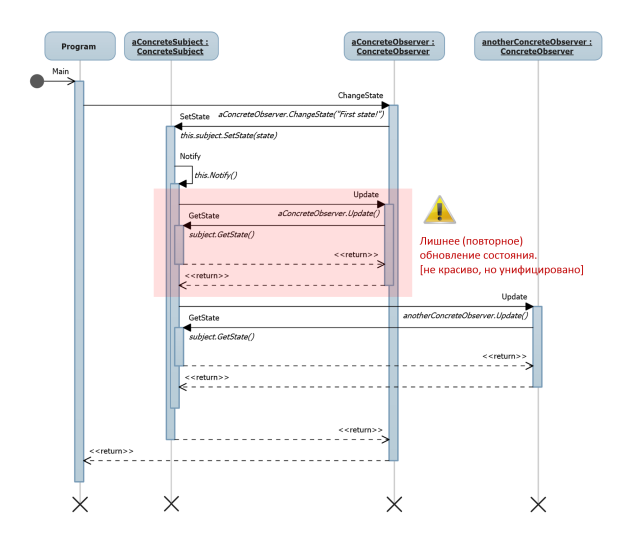 Program
aConcreteSubject :
ConcreteSubject
aConcreteObserver :
ConcreteObserver
anotherConcreteObserver :
ConcreteObserver
Main
ChangeState
aConcreteObserver.ChangeState("First state!")
SetState
this.subject.SetState(state)
Notify
this.Notify()
Update
aConcreteObserver.Update()
GetState
subject.GetState()
<<return>>
<<return>>
Лишнее (повторное)
обновление состояния.
[не красиво, но унифицировано]
Update
anotherConcreteObserver.Update()
GetState
subject.GetState()
<<return>>
<<return>>
<<return>>
<<return>>